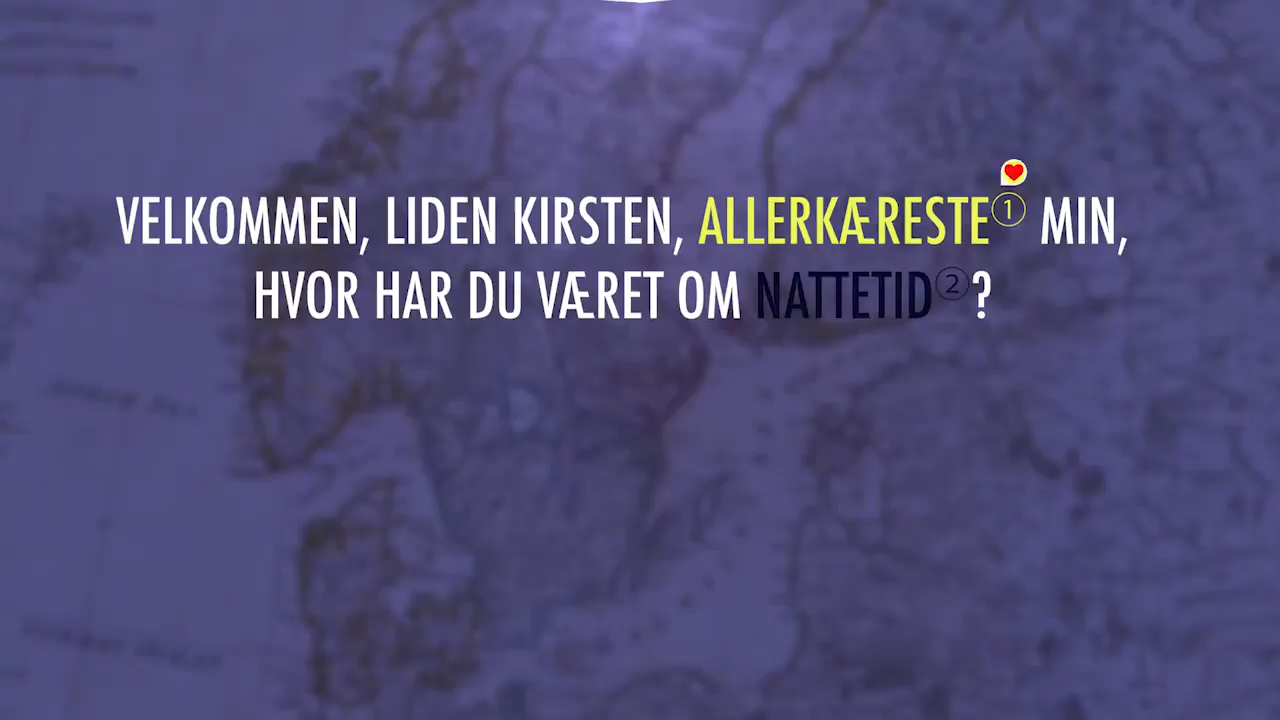 VELKOMMEN, LIDEN KIRSTEN, ALLERKÆRESTE① MIN,
HVOR HAR DU VÆRET OM NATTETID②?